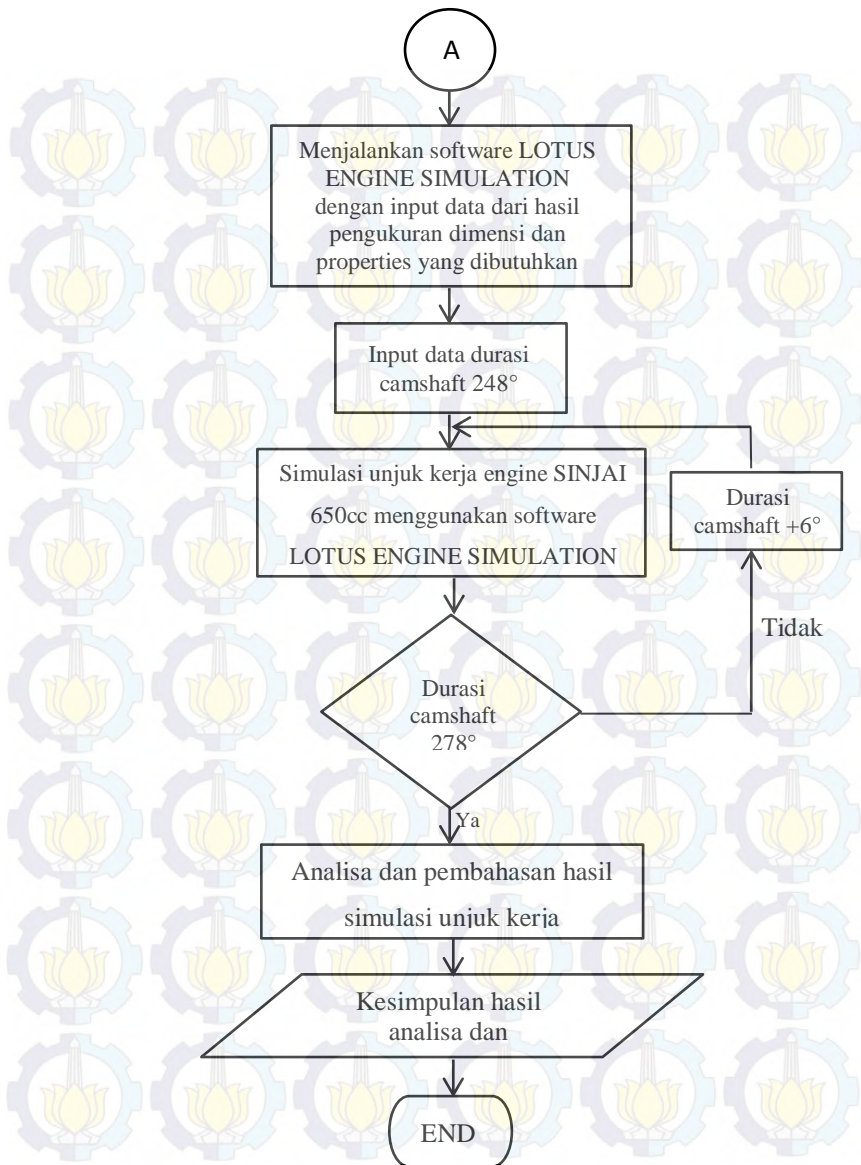 A
Menjalankan software LOTUS
ENGINE SIMULATION
dengan input data dari hasil
pengukuran dimensi dan
properties yang dibutuhkan
Input data durasi
camshaft 248°
Simulasi unjuk kerja engine SINJAI
650cc menggunakan software
LOTUS ENGINE SIMULATION
Durasi
camshaft +6°
Tidak
Durasi
camshaft
278°
Ya
Analisa dan pembahasan hasil
simulasi unjuk kerja
Kesimpulan hasil
analisa dan
END